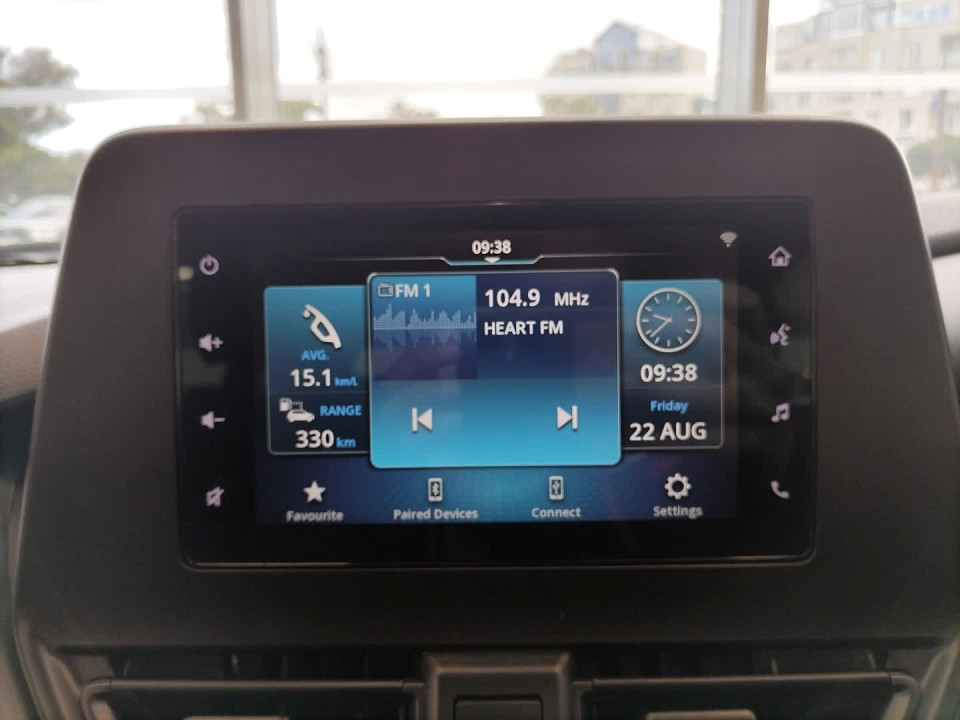 09:38
FM 1
104.9 MHz
HEART FM
AVG.
15.1 km/L
RANGE
330 km
09:38
Friday
22 AUG
Favourite
Paired Devices
Connect
Settings